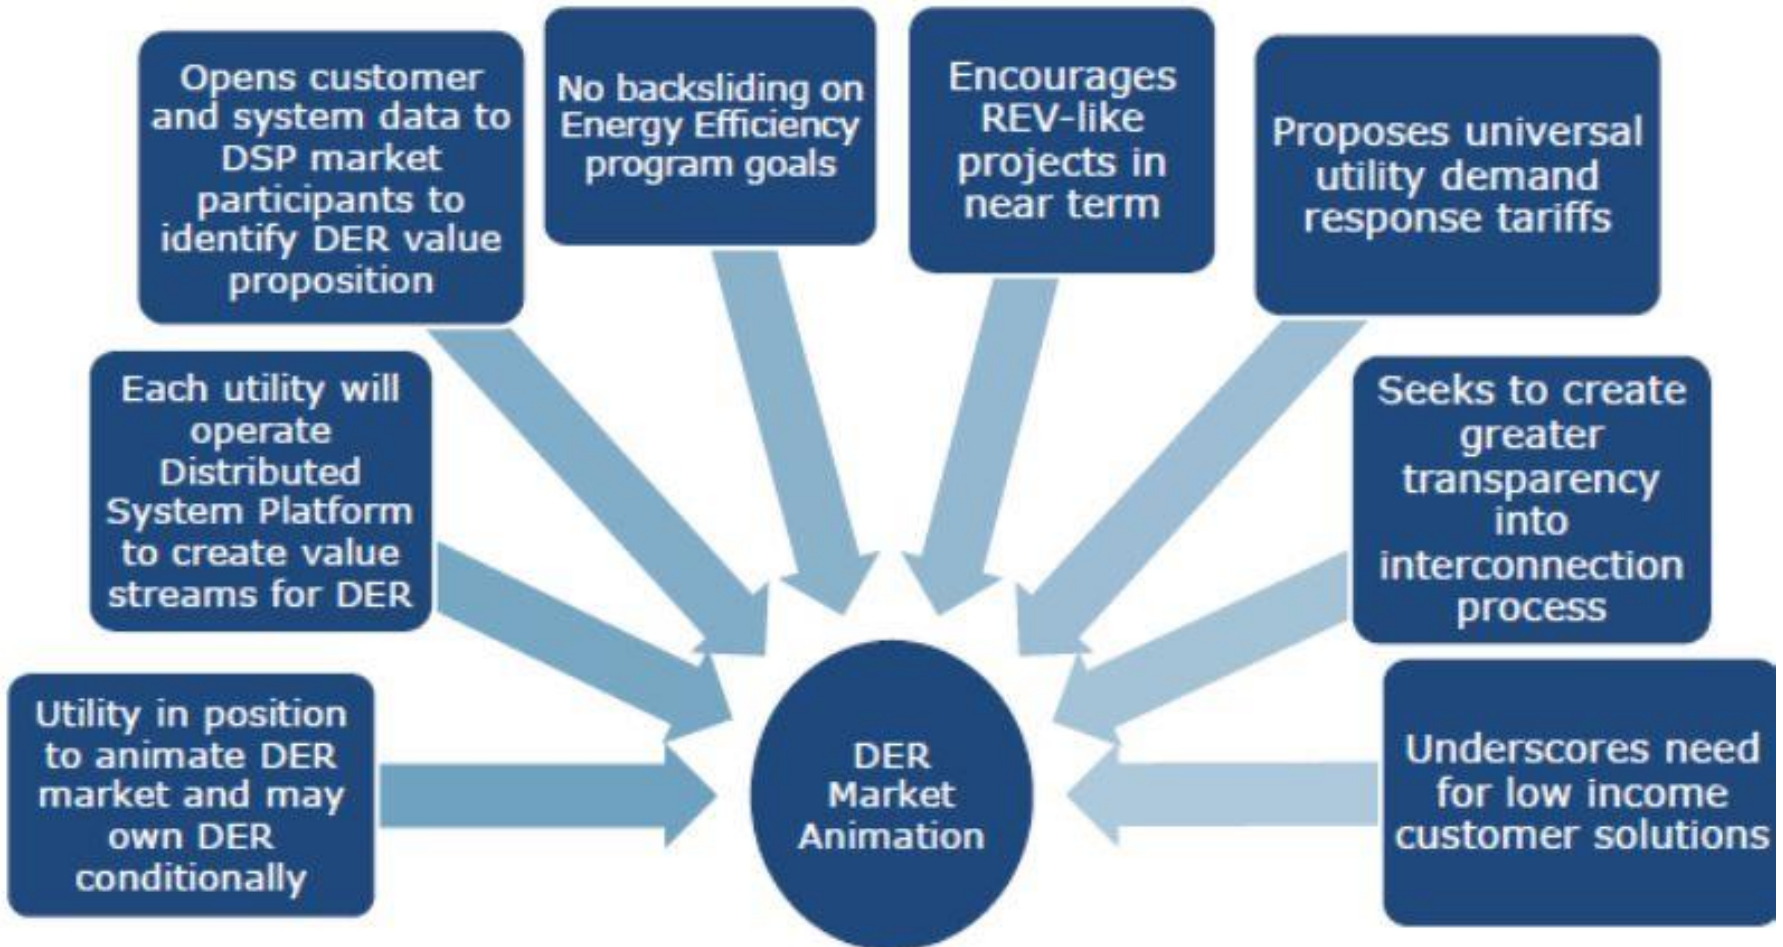 Opens customer
and system data to
DSP market
participants to
identify DER value
proposition
No backsliding on
Energy Efficiency
program goals
Encourages
REV-like
projects in
near term
Proposes universal
utility demand
response tariffs
Each utility will
operate
Distributed
System Platform
to create value
streams for DER
Seeks to create
greater
transparency
into
interconnection
process
Utility in position
to animate DER
market and may
own DER
conditionally
DER
Market
Animation
Underscores need
for low income
customer solutions